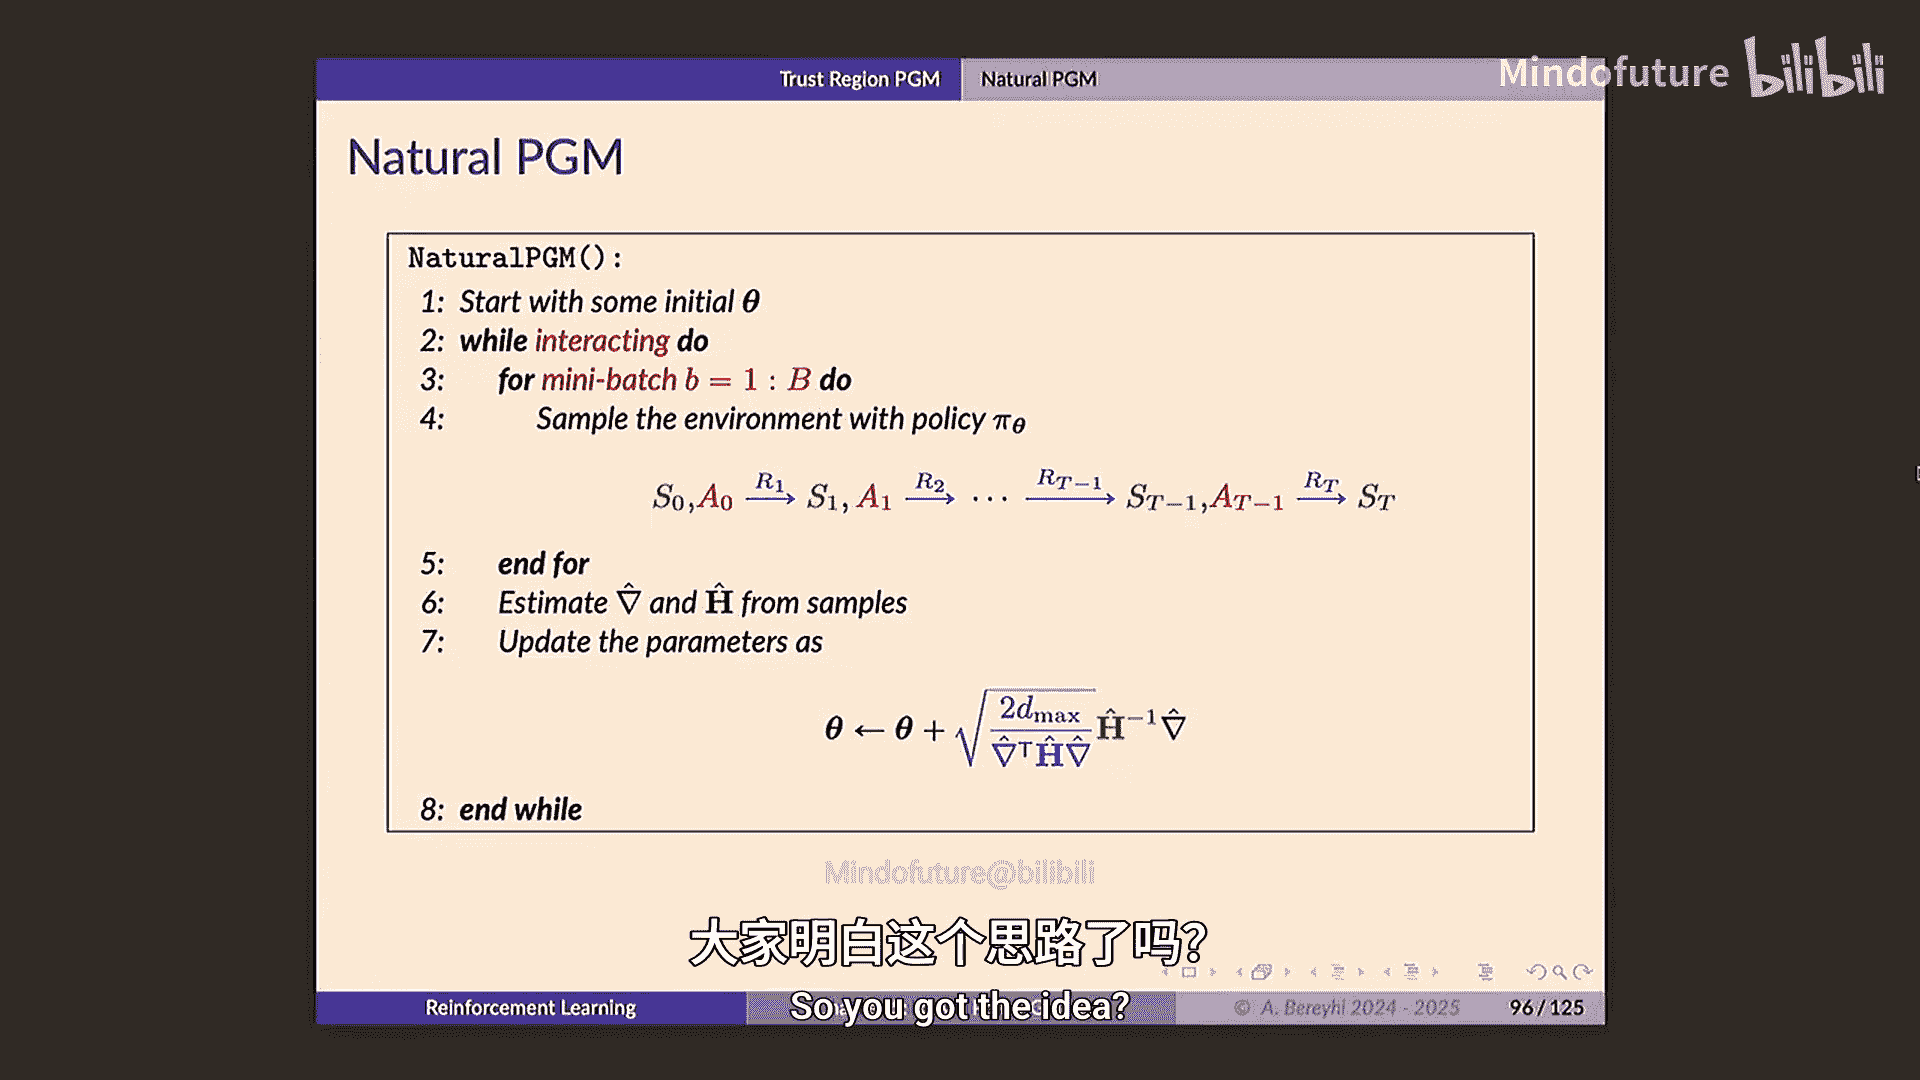 Mindofuture bilibili
Trust Region PGM Natural PGM
Natural PGM
NaturalPGM():
1: Start with some initial θ
2: while interacting do
3: for mini-batch b = 1 : B do
4: Sample the environment with policy π_θ
S_0, A_0 —R_1→ S_1, A_1 —R_2→ ⋯ —R_{T−1}→ S_{T−1}, A_{T−1} —R_T→ S_T
5: end for
6: Estimate ∇̂ and Ĥ from samples
7: Update the parameters as
θ ← θ + √(2d_max / ∇̂^⊤Ĥ∇̂) Ĥ^{−1}∇̂
8: end while
Mindofuture@bilibili
大家明白这个思路了吗?
So you got the idea?
Reinforcement Learning
© A. Bereyhi 2024 - 2025
96 / 125